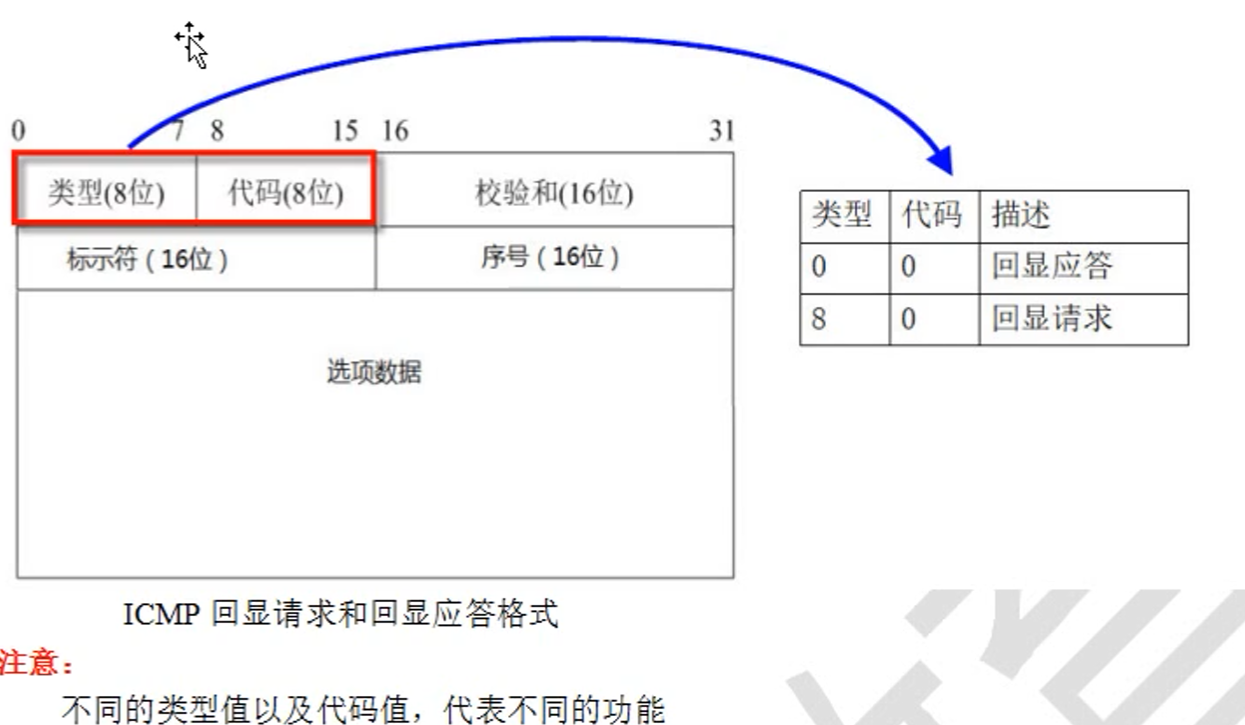 0 7 8 15 16 31
类型(8位) 代码(8位) 校验和(16位)
标示符（16位） 序号（16位）
选项数据
类型 代码 描述
0 0 回显应答
8 0 回显请求
ICMP 回显请求和回显应答格式
注意：
不同的类型值以及代码值，代表不同的功能